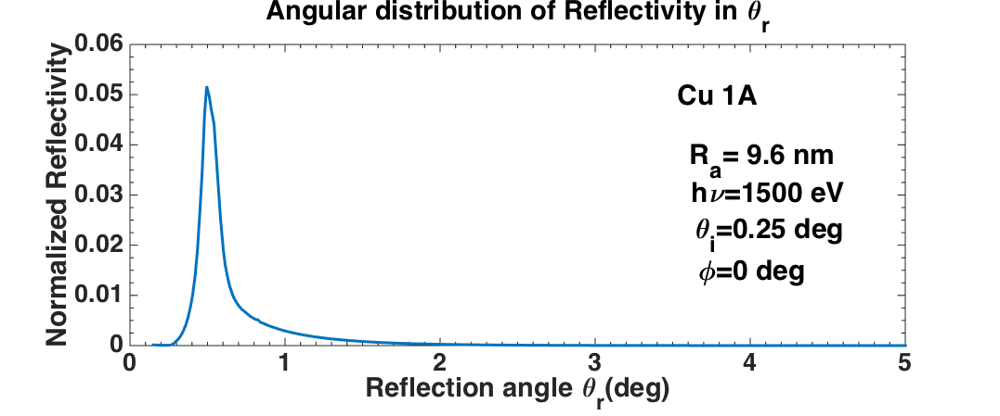 Angular distribution of Reflectivity in θr
Normalized Reflectivity
0.06
0.05
0.04
0.03
0.02
0.01
0
Cu 1A
Ra= 9.6 nm
hν=1500 eV
θi=0.25 deg
ϕ=0 deg
0 1 2 3 4 5
Reflection angle θr(deg)